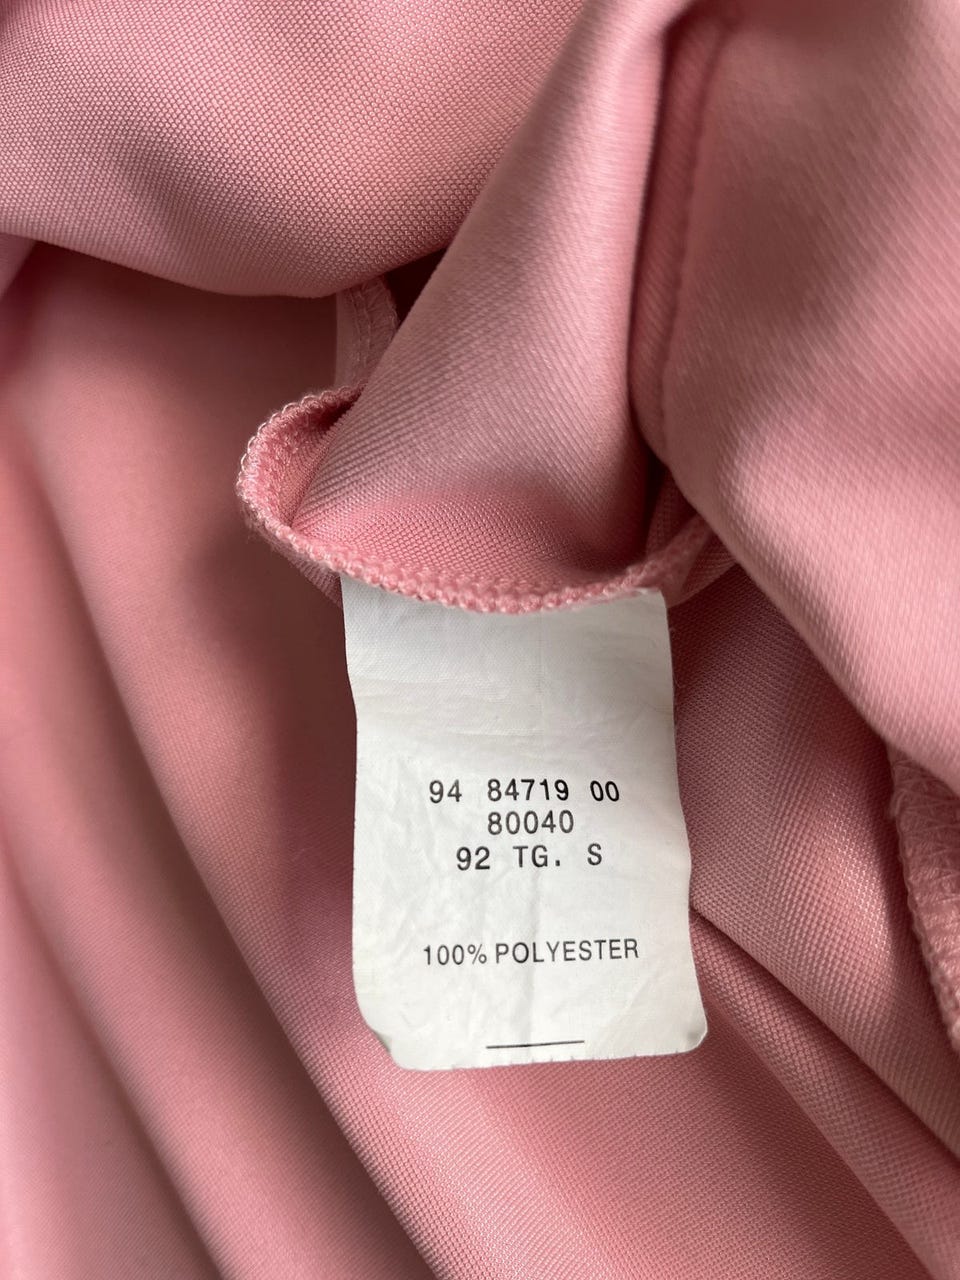 94 84719 00
80040
92 TG. S
100% POLYESTER